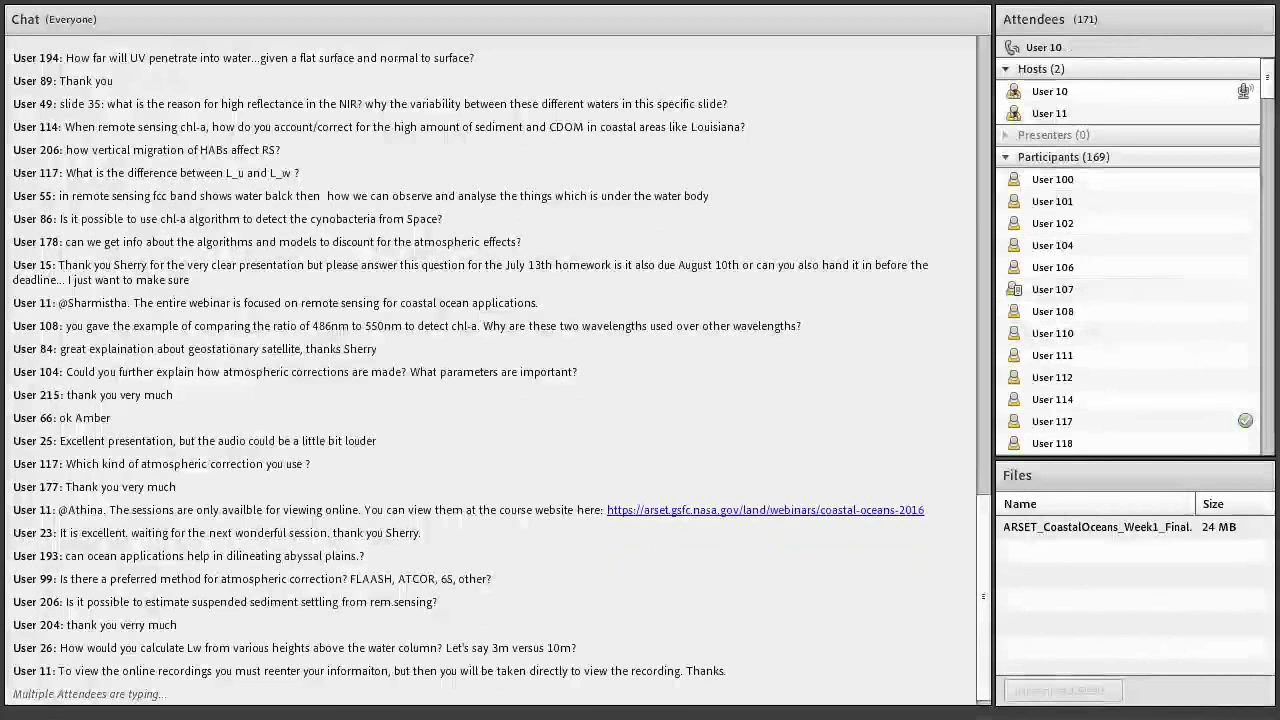 Chat (Everyone)
User 194: How far will UV penetrate into water...given a flat surface and normal to surface?
User 89: Thank you
User 49: slide 35: what is the reason for high reflectance in the NIR? why the variability between these different waters in this specific slide?
User 114: When remote sensing chl-a, how do you account/correct for the high amount of sediment and CDOM in coastal areas like Louisiana?
User 206: how vertical migration of HABs affect RS?
User 117: What is the difference between L_u and L_w ?
User 55: in remote sensing fcc band shows water balck then how we can observe and analyse the things which is under the water body
User 86: Is it possible to use chl-a algorithm to detect the cynobacteria from Space?
User 178: can we get info about the algorithms and models to discount for the atmospheric effects?
User 15: Thank you Sherry for the very clear presentation but please answer this question for the July 13th homework is it also due August 10th or can you also hand it in before the
deadline... I just want to make sure
User 11: @Sharmistha. The entire webinar is focused on remote sensing for coastal ocean applications.
User 108: you gave the example of comparing the ratio of 486nm to 550nm to detect chl-a. Why are these two wavelengths used over other wavelengths?
User 84: great explaination about geostationary satellite, thanks Sherry
User 104: Could you further explain how atmospheric corrections are made? What parameters are important?
User 215: thank you very much
User 66: ok Amber
User 25: Excellent presentation, but the audio could be a little bit louder
User 117: Which kind of atmospheric correction you use ?
User 177: Thank you very much
User 11: @Athina. The sessions are only availble for viewing online. You can view them at the course website here: https://arset.gsfc.nasa.gov/land/webinars/coastal-oceans-2016
User 23: It is excellent. waiting for the next wonderful session. thank you Sherry.
User 193: can ocean applications help in dilineating abyssal plains.?
User 99: Is there a preferred method for atmospheric correction? FLAASH, ATCOR, 6S, other?
User 206: Is it possible to estimate suspended sediment settling from rem.sensing?
User 204: thank you verry much
User 26: How would you calculate Lw from various heights above the water column? Let's say 3m versus 10m?
User 11: To view the online recordings you must reenter your informaiton, but then you will be taken directly to view the recording. Thanks.
Multiple Attendees are typing...
Attendees (171)
User 10
Hosts (2)
User 10
User 11
Presenters (0)
Participants (169)
User 100
User 101
User 102
User 104
User 106
User 107
User 108
User 110
User 111
User 112
User 114
User 117
User 118
Files
Name Size
ARSET_CoastalOceans_Week1_Final. 24 MB